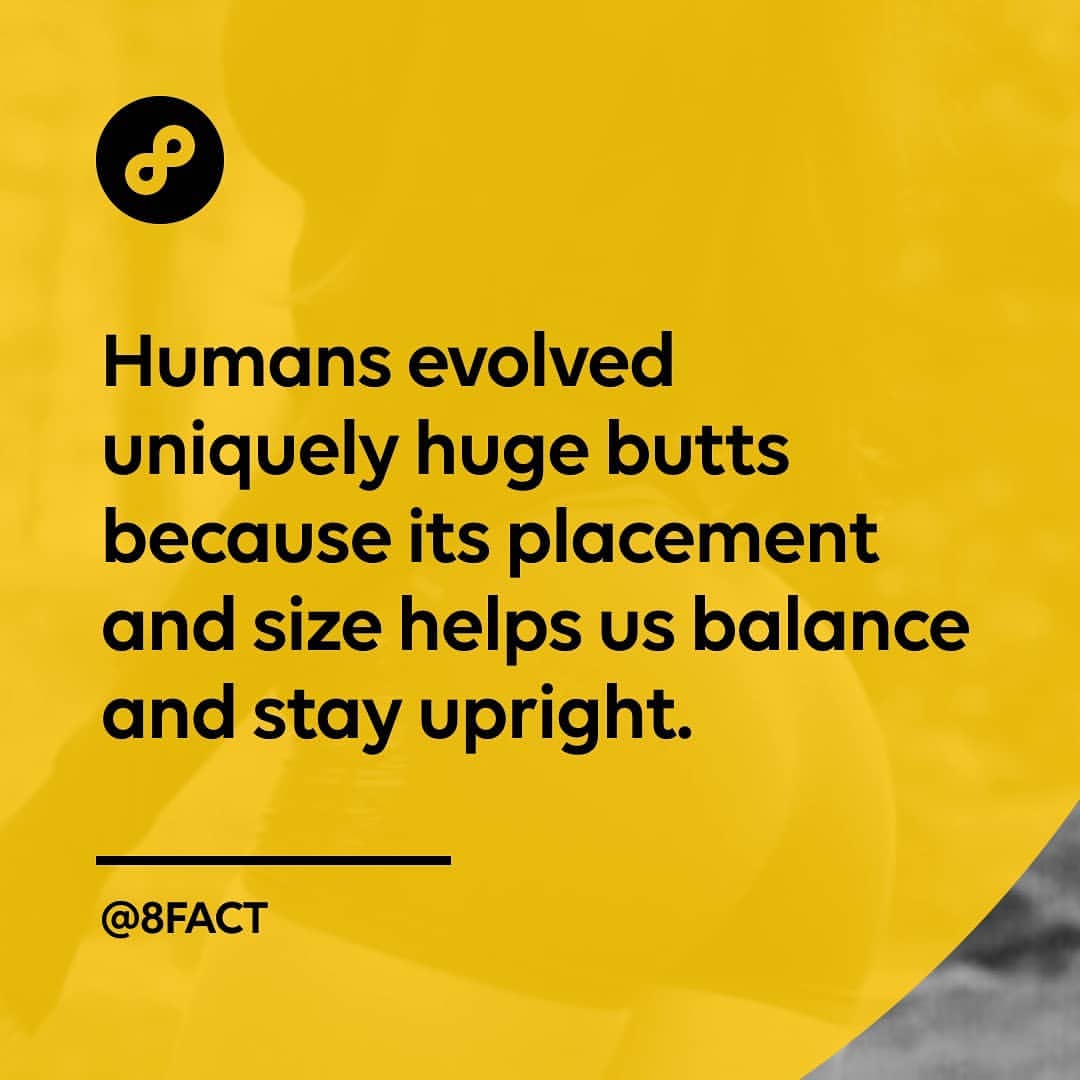 Humans evolved
uniquely huge butts
because its placement
and size helps us balance
and stay upright.
@8FACT